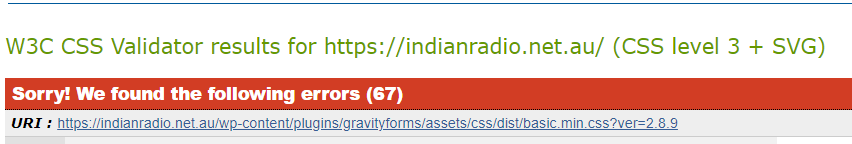 W3C CSS Validator results for https://indianradio.net.au/ (CSS level 3 + SVG)
Sorry! We found the following errors (67)
URI : https://indianradio.net.au/wp-content/plugins/gravityforms/assets/css/dist/basic.min.css?ver=2.8.9